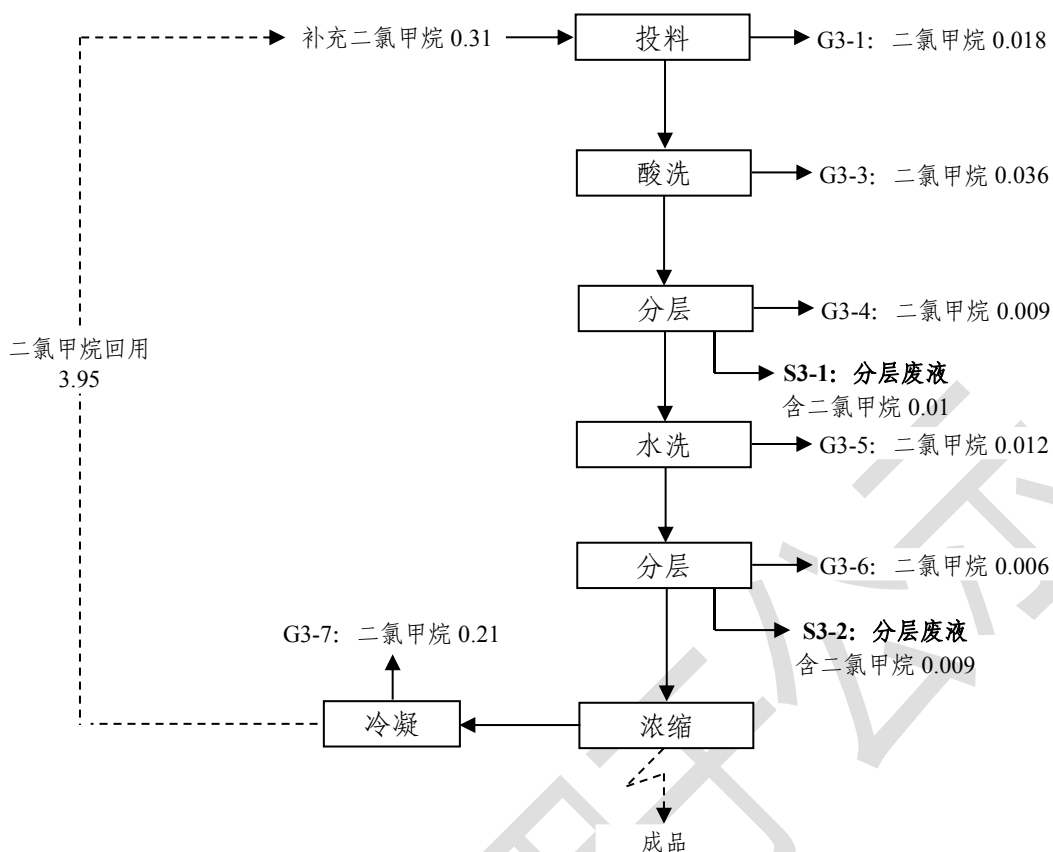 补充二氯甲烷 0.31
投料
G3-1：二氯甲烷 0.018
酸洗
G3-3：二氯甲烷 0.036
分层
G3-4：二氯甲烷 0.009
二氯甲烷回用
3.95
S3-1：分层废液
含二氯甲烷 0.01
水洗
G3-5：二氯甲烷 0.012
分层
G3-6：二氯甲烷 0.006
G3-7：二氯甲烷 0.21
S3-2：分层废液
含二氯甲烷 0.009
冷凝
浓缩
成品